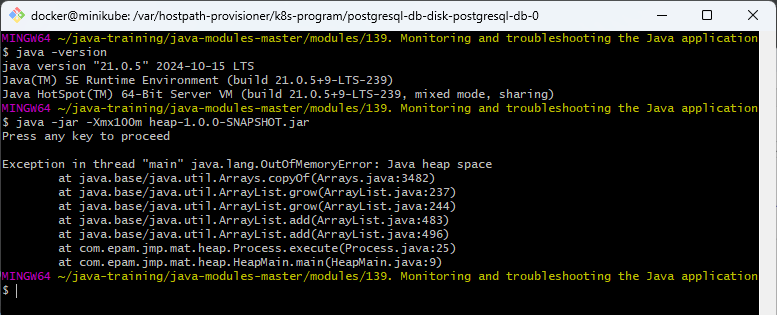 docker@minikube: /var/hostpath-provisioner/k8s-program/postgresql-db-disk-postgresql-db-0
MINGW64 ~/java-training/java-modules-master/modules/139. Monitoring and troubleshooting the Java application
$ java -version
java version "21.0.5" 2024-10-15 LTS
Java(TM) SE Runtime Environment (build 21.0.5+9-LTS-239)
Java HotSpot(TM) 64-Bit Server VM (build 21.0.5+9-LTS-239, mixed mode, sharing)
MINGW64 ~/java-training/java-modules-master/modules/139. Monitoring and troubleshooting the Java application
$ java -jar -Xmx100m heap-1.0.0-SNAPSHOT.jar
Press any key to proceed
Exception in thread "main" java.lang.OutOfMemoryError: Java heap space
at java.base/java.util.Arrays.copyOf(Arrays.java:3482)
at java.base/java.util.ArrayList.grow(ArrayList.java:237)
at java.base/java.util.ArrayList.grow(ArrayList.java:244)
at java.base/java.util.ArrayList.add(ArrayList.java:483)
at java.base/java.util.ArrayList.add(ArrayList.java:496)
at com.epam.jmp.mat.heap.Process.execute(Process.java:25)
at com.epam.jmp.mat.heap.HeapMain.main(HeapMain.java:9)
MINGW64 ~/java-training/java-modules-master/modules/139. Monitoring and troubleshooting the Java application
$